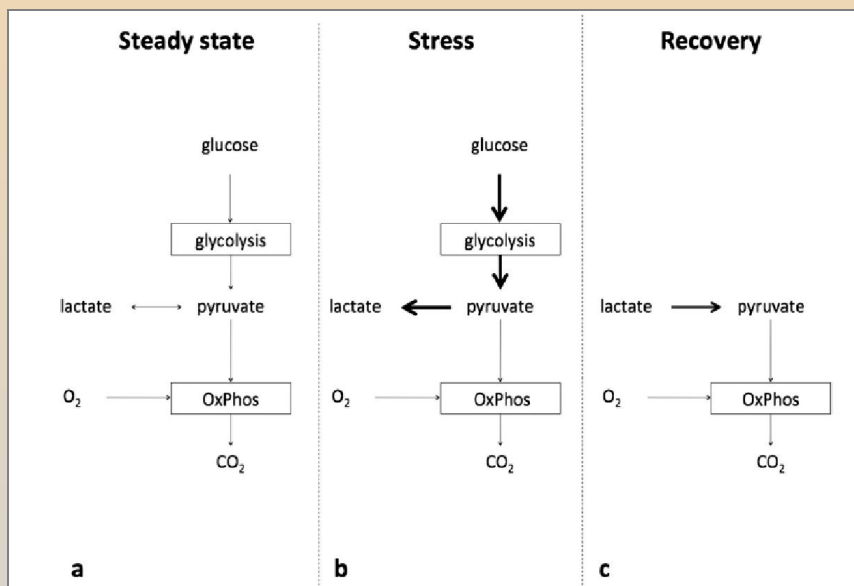 Steady state
glucose
glycolysis
lactate
pyruvate
O₂
OxPhos
CO₂
a
Stress
glucose
glycolysis
lactate
pyruvate
O₂
OxPhos
CO₂
b
Recovery
lactate
pyruvate
O₂
OxPhos
CO₂
c